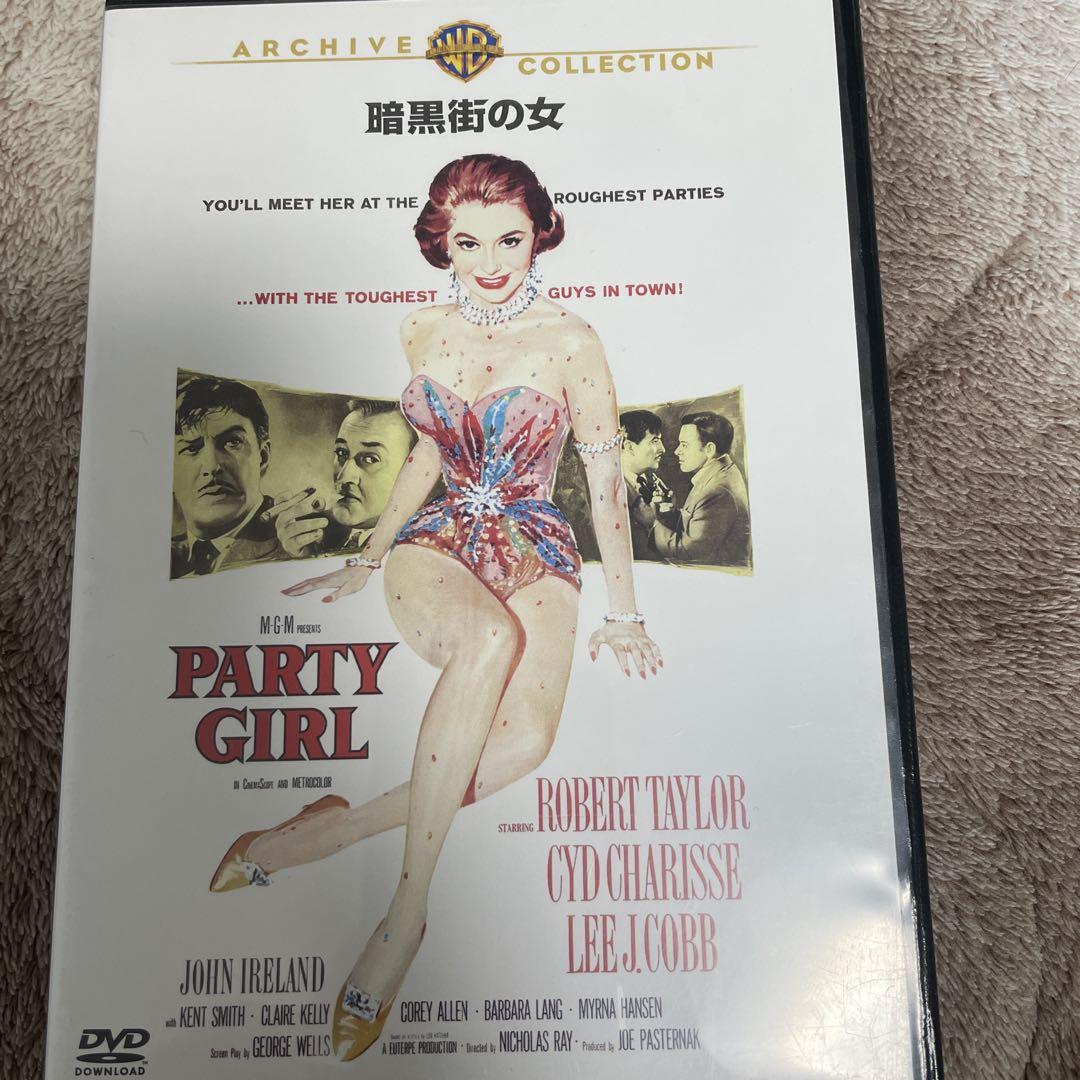 ARCHIVE WB COLLECTION
暗黒街の女
YOU'LL MEET HER AT THE ROUGHEST PARTIES
...WITH THE TOUGHEST GUYS IN TOWN!
M-G-M PRESENTS
PARTY
GIRL
IN CINEMASCOPE AND METROCOLOR
STARRING ROBERT TAYLOR
CYD CHARISSE
LEE J. COBB
JOHN IRELAND
with KENT SMITH · CLAIRE KELLY COREY ALLEN · BARBARA LANG · MYRNA HANSEN
Screen Play by GEORGE WELLS
A EUTERPE PRODUCTION · Directed by NICHOLAS RAY · Produced by JOE PASTERNAK
DVD
DOWNLOAD™